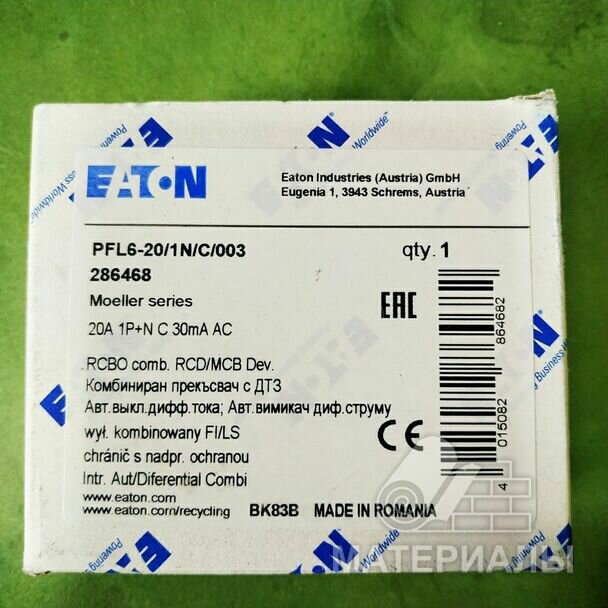 EATON
Eaton Industries (Austria) GmbH
Eugenia 1, 3943 Schrems, Austria
PFL6-20/1N/C/003
qty. 1
286468
Moeller series
EAC
20A 1P+N C 30mA AC
RCBO comb. RCD/MCB Dev.
Комбиниран прекъсвач с ДТЗ
Авт.выкл.дифф.тока; Авт.вимикач диф.струму
wył. kombinowany FI/LS
CE
chránič s nadpr. ochranou
Intr. Aut/Diferential Combi
www.eaton.com
www.eaton.com/recycling
BK83B MADE IN ROMANIA
4 015082 864682
МАТЕРИАЛЫ